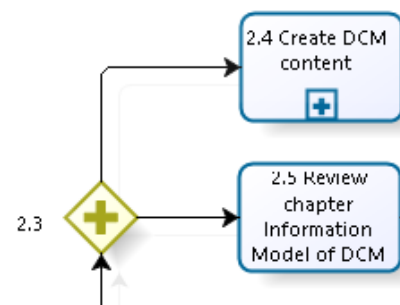 2.4 Create DCM
content
2.3
2.5 Review
chapter
Information
Model of DCM